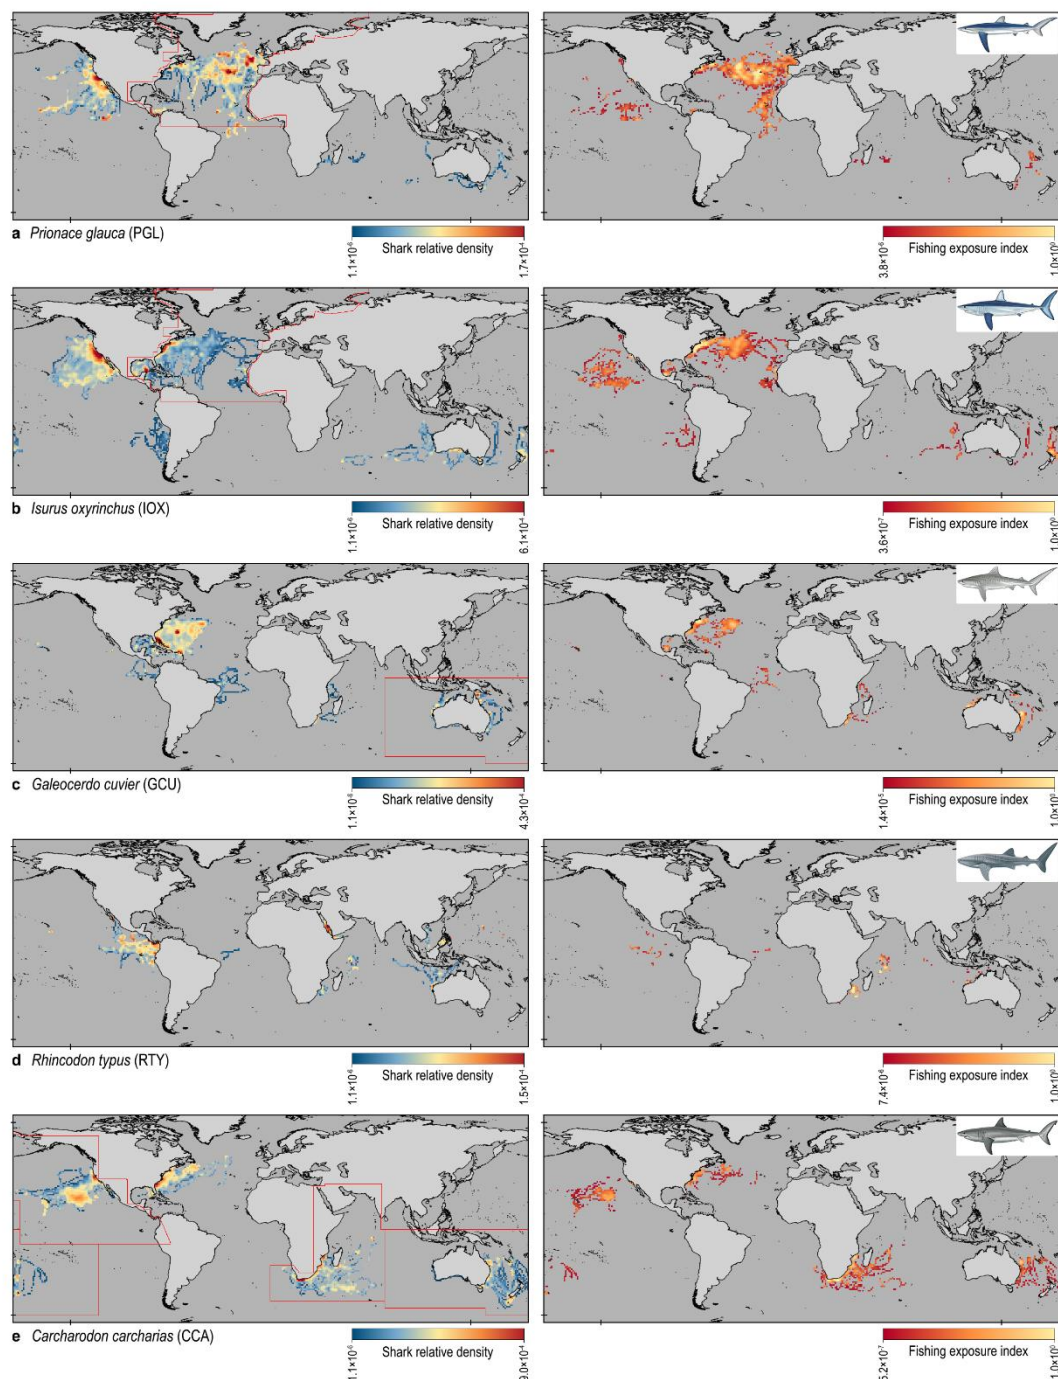 a Prionace glauca (PGL)
Shark relative density
1.1×10⁻⁶
1.7×10⁻⁴
Fishing exposure index
3.8×10⁻⁶
1.0×10⁰
b Isurus oxyrinchus (IOX)
Shark relative density
1.1×10⁻⁶
6.1×10⁻⁴
Fishing exposure index
3.6×10⁻⁷
1.0×10⁰
c Galeocerdo cuvier (GCU)
Shark relative density
1.1×10⁻⁶
4.3×10⁻⁴
Fishing exposure index
1.4×10⁻⁵
1.0×10⁰
d Rhincodon typus (RTY)
Shark relative density
1.1×10⁻⁶
1.5×10⁻⁴
Fishing exposure index
7.4×10⁻⁶
1.0×10⁰
e Carcharodon carcharias (CCA)
Shark relative density
1.1×10⁻⁶
9.0×10⁻⁴
Fishing exposure index
5.2×10⁻⁷
1.0×10⁰